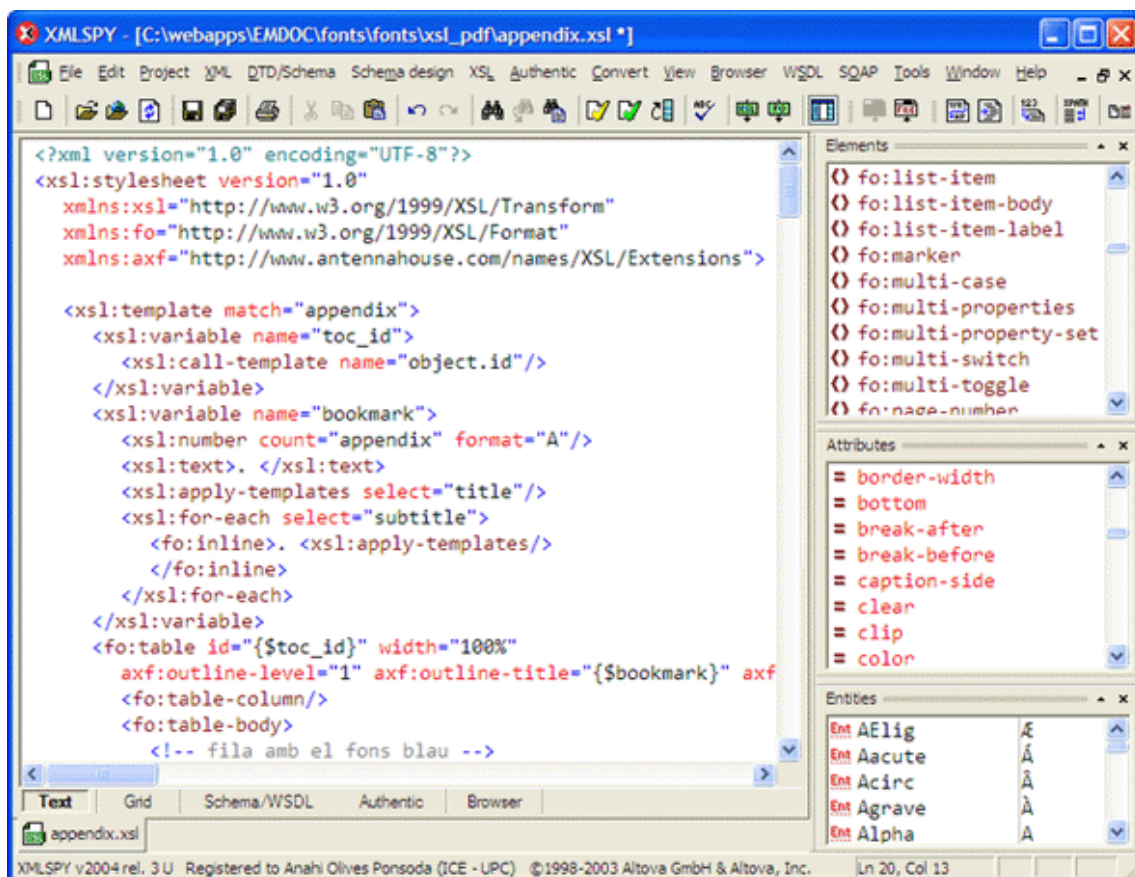 XMLSPY - [C:\webapps\EMDOC\fonts\fonts\xsl_pdf\appendix.xsl *]
File Edit Project XML DTD/Schema Schema design XSL Authentic Convert View Browser WSDL SOAP Tools Window Help
<?xml version="1.0" encoding="UTF-8"?>
<xsl:stylesheet version="1.0"
xmlns:xsl="http://www.w3.org/1999/XSL/Transform"
xmlns:fo="http://www.w3.org/1999/XSL/Format"
xmlns:axf="http://www.antennahouse.com/names/XSL/Extensions">
<xsl:template match="appendix">
<xsl:variable name="toc_id">
<xsl:call-template name="object.id"/>
</xsl:variable>
<xsl:variable name="bookmark">
<xsl:number count="appendix" format="A"/>
<xsl:text>. </xsl:text>
<xsl:apply-templates select="title"/>
<xsl:for-each select="subtitle">
<fo:inline>. <xsl:apply-templates/>
</fo:inline>
</xsl:for-each>
</xsl:variable>
<fo:table id="{$toc_id}" width="100%"
axf:outline-level="1" axf:outline-title="{$bookmark}" axf
<fo:table-column/>
<fo:table-body>
<!-- fila amb el fons blau -->
Text Grid Schema/WSDL Authentic Browser
appendix.xsl
Elements
fo:list-item
fo:list-item-body
fo:list-item-label
fo:marker
fo:multi-case
fo:multi-properties
fo:multi-property-set
fo:multi-switch
fo:multi-toggle
fo:page-number
Attributes
= border-width
= bottom
= break-after
= break-before
= caption-side
= clear
= clip
= color
Entities
Ent AElig Æ
Ent Aacute Á
Ent Acirc Â
Ent Agrave À
Ent Alpha Α
XMLSPY v2004 rel. 3 U Registered to Anahi Olives Ponsoda (ICE - UPC) ©1998-2003 Altova GmbH & Altova, Inc. Ln 20, Col 13